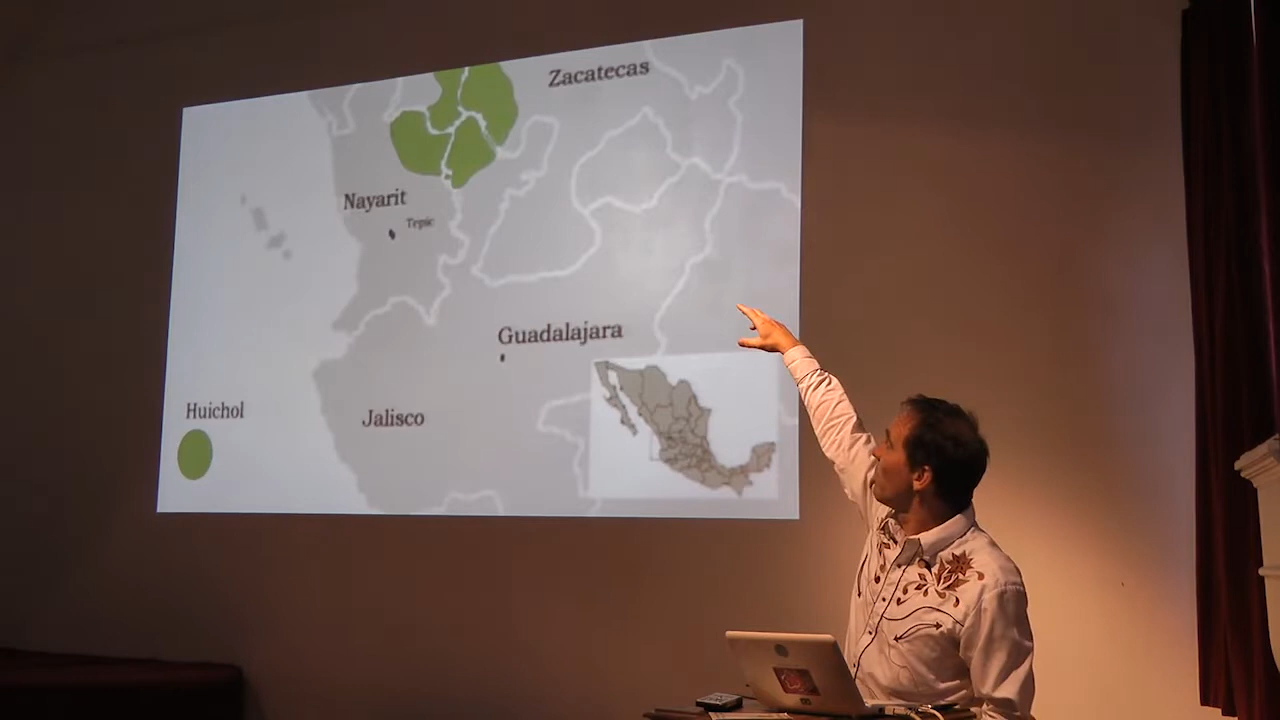 Zacatecas
Nayarit
Tepic
Guadalajara
Huichol
Jalisco